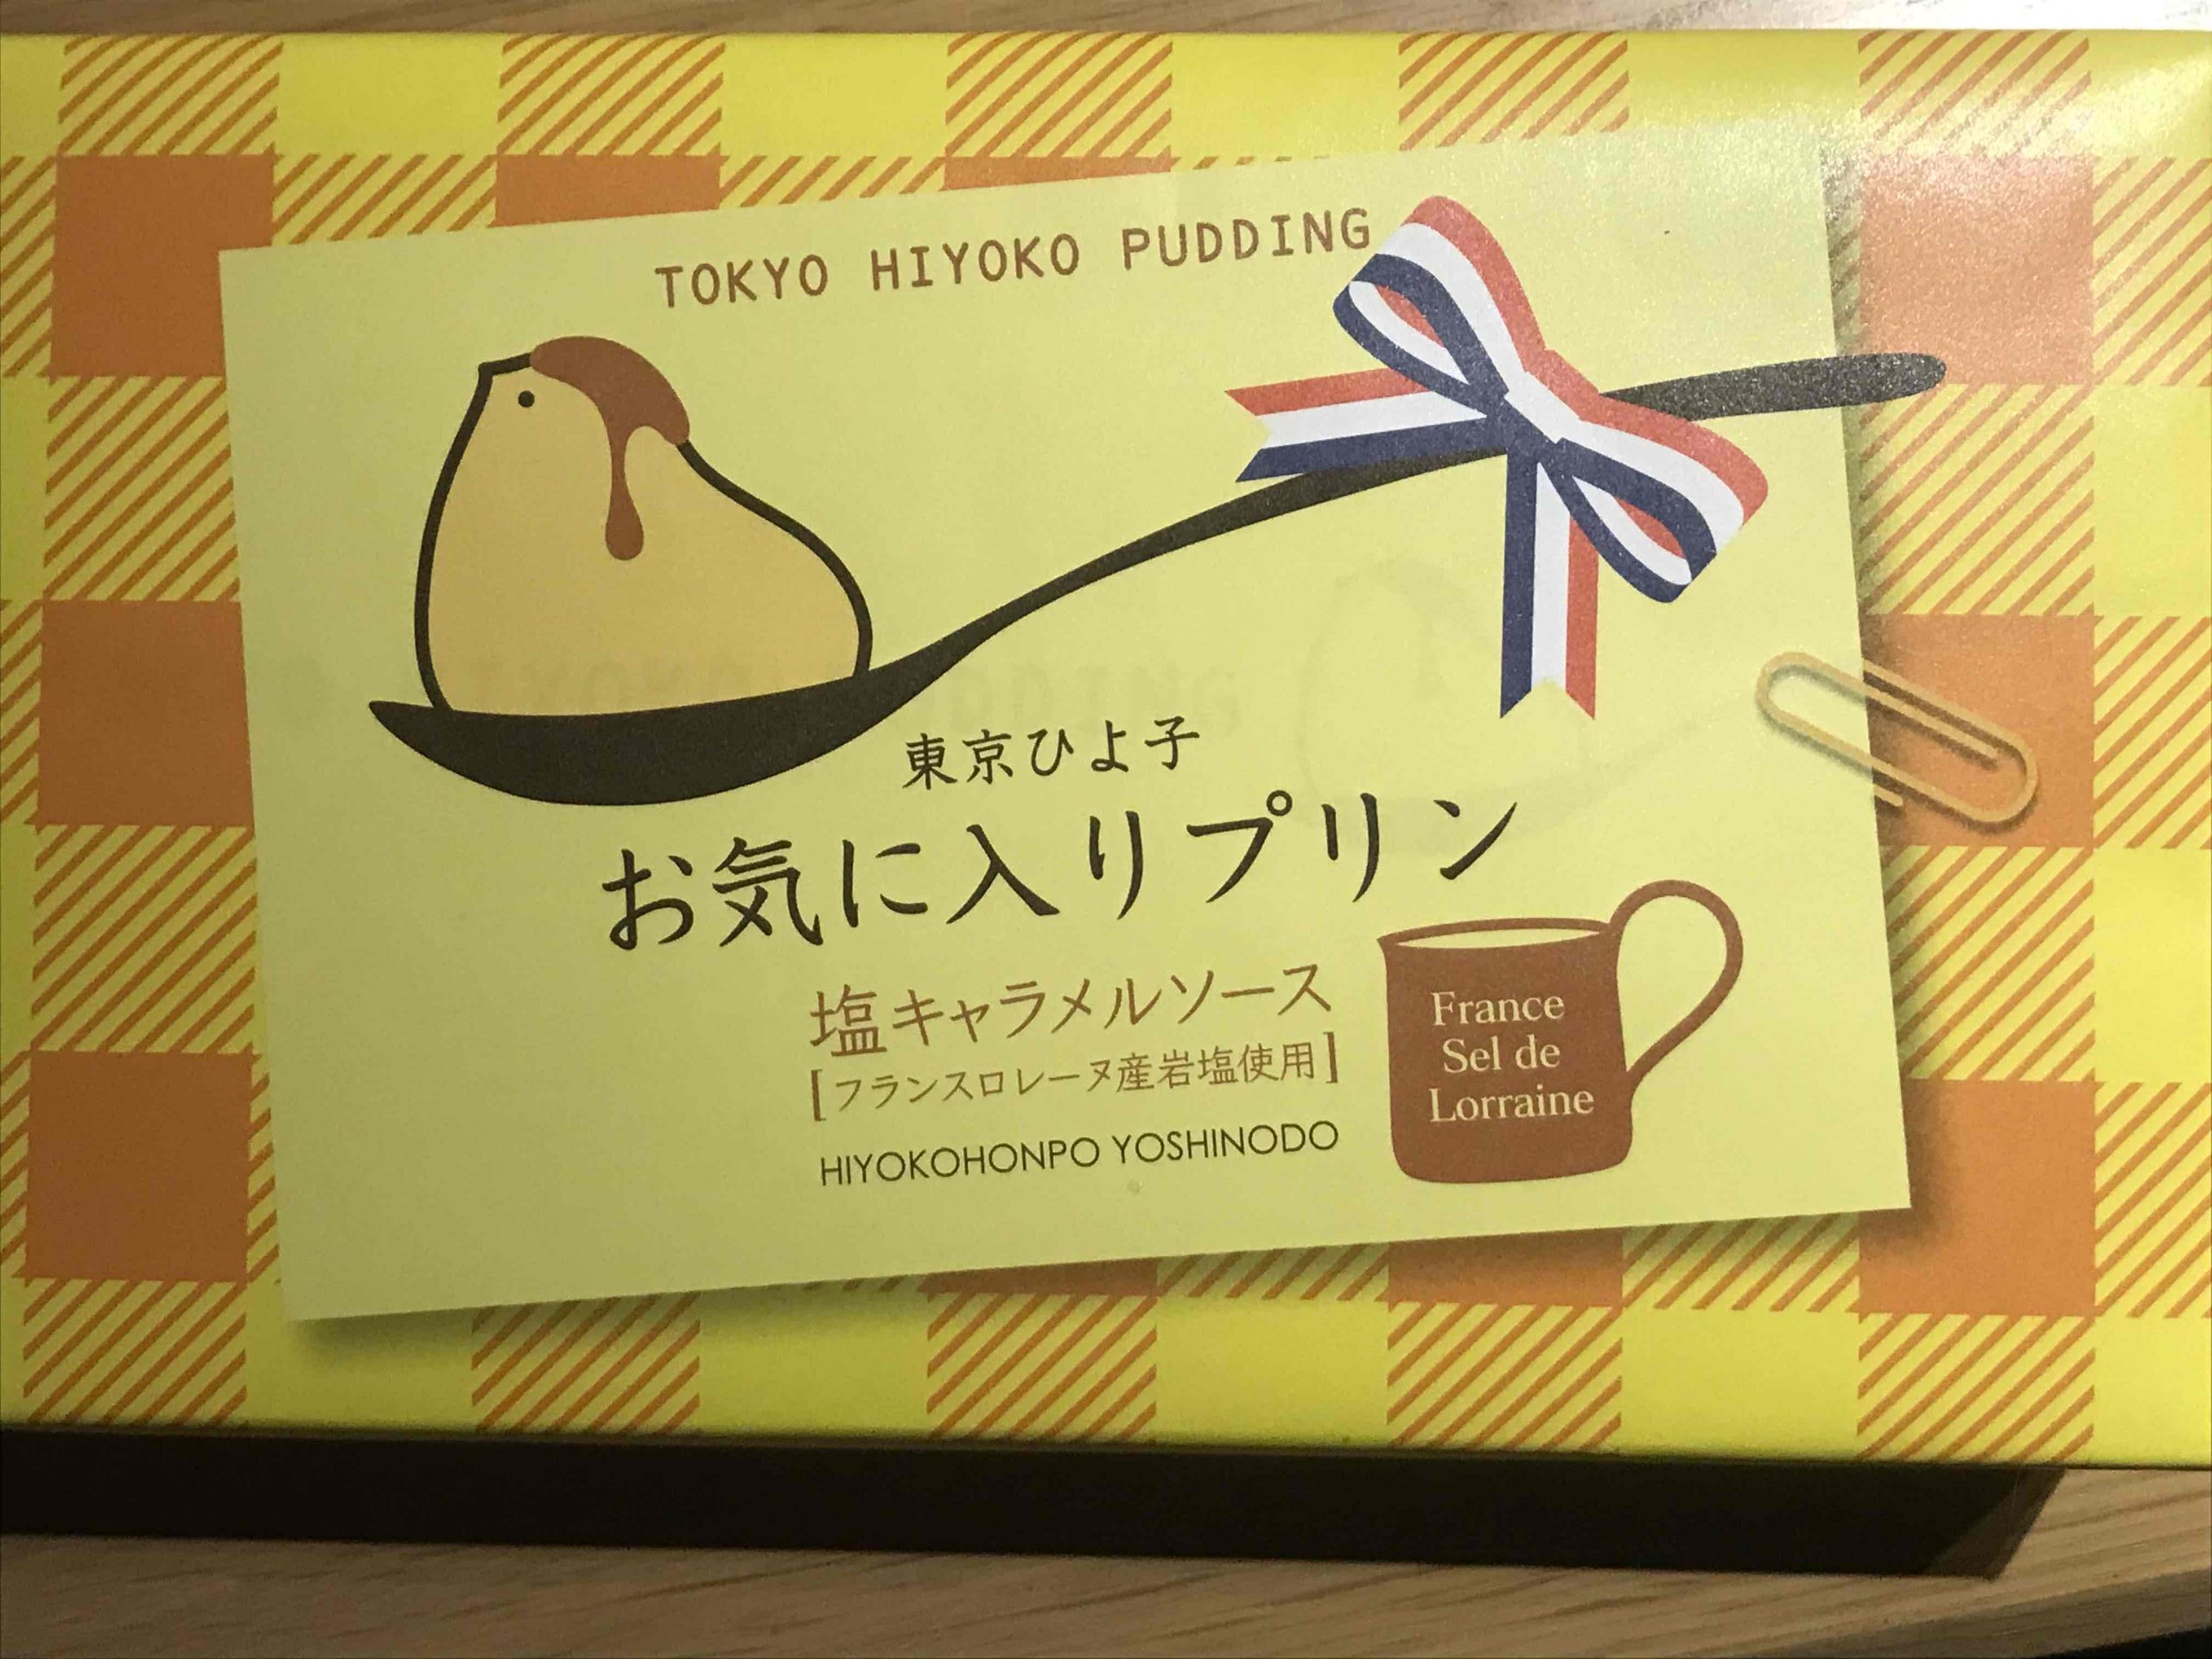 TOKYO HIYOKO PUDDING
東京ひよ子
お気に入りプリン
塩キャラメルソース
[フランスロレーヌ産岩塩使用]
HIYOKOHONPO YOSHINODO
France
Sel de
Lorraine